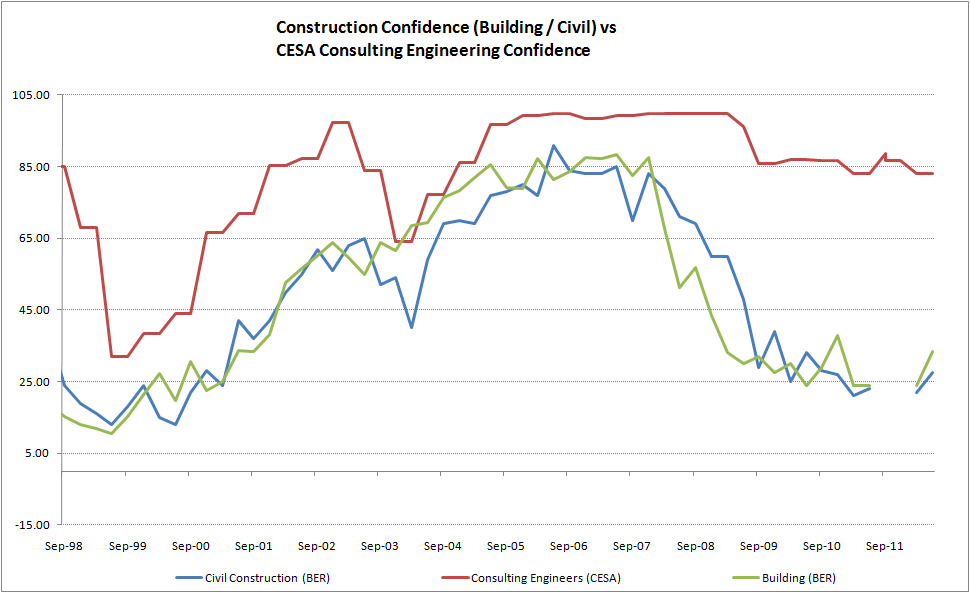 Construction Confidence (Building / Civil) vs
CESA Consulting Engineering Confidence
105.00
85.00
65.00
45.00
25.00
5.00
-15.00
Sep-98 Sep-99 Sep-00 Sep-01 Sep-02 Sep-03 Sep-04 Sep-05 Sep-06 Sep-07 Sep-08 Sep-09 Sep-10 Sep-11
Civil Construction (BER) Consulting Engineers (CESA) Building (BER)